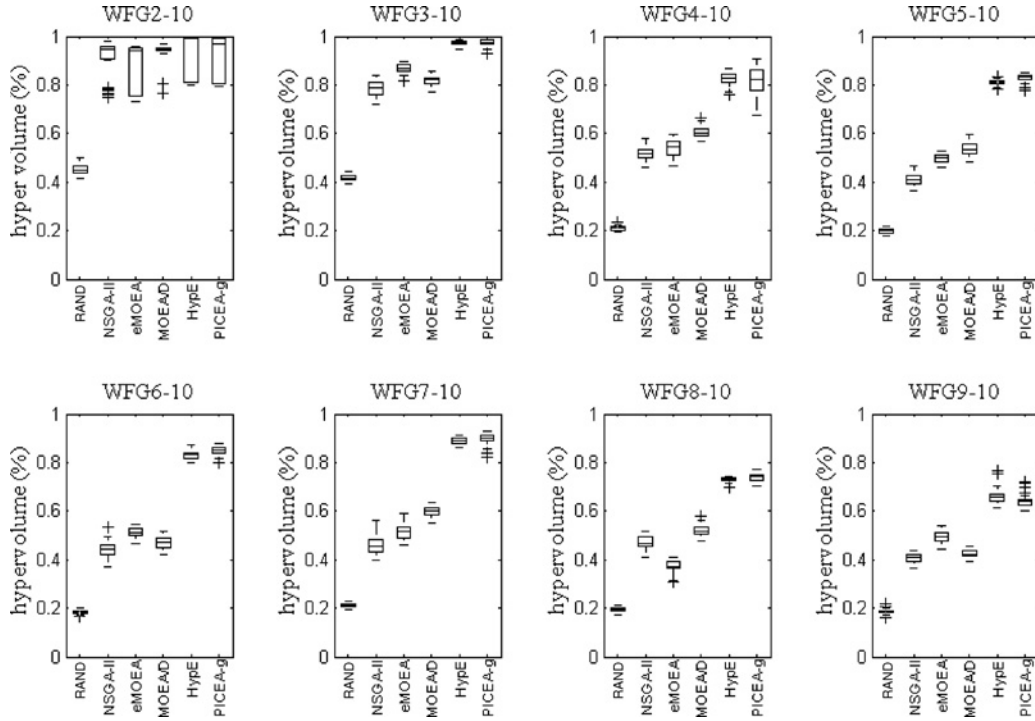 WFG2-10
hyper volume (%)
1
0.8
0.6
0.4
0.2
0
RAND
NSGA-II
eMOEA
MOEA/D
HypE
PICEA-g
WFG3-10
hypervolume (%)
1
0.8
0.6
0.4
0.2
0
RAND
NSGA-II
eMOEA
MOEA/D
HypE
PICEA-g
WFG4-10
hypervolume (%)
1
0.8
0.6
0.4
0.2
0
RAND
NSGA-II
eMOEA
MOEA/D
HypE
PICEA-g
WFG5-10
hypervolume (%)
1
0.8
0.6
0.4
0.2
0
RAND
NSGA-II
eMOEA
MOEA/D
HypE
PICEA-g
WFG6-10
hypervolume (%)
1
0.8
0.6
0.4
0.2
0
RAND
NSGA-II
eMOEA
MOEA/D
HypE
PICEA-g
WFG7-10
hypervolume (%)
1
0.8
0.6
0.4
0.2
0
RAND
NSGA-II
eMOEA
MOEA/D
HypE
PICEA-g
WFG8-10
hypervolume (%)
1
0.8
0.6
0.4
0.2
0
RAND
NSGA-II
eMOEA
MOEA/D
HypE
PICEA-g
WFG9-10
hypervolume (%)
1
0.8
0.6
0.4
0.2
0
RAND
NSGA-II
eMOEA
MOEA/D
HypE
PICEA-g